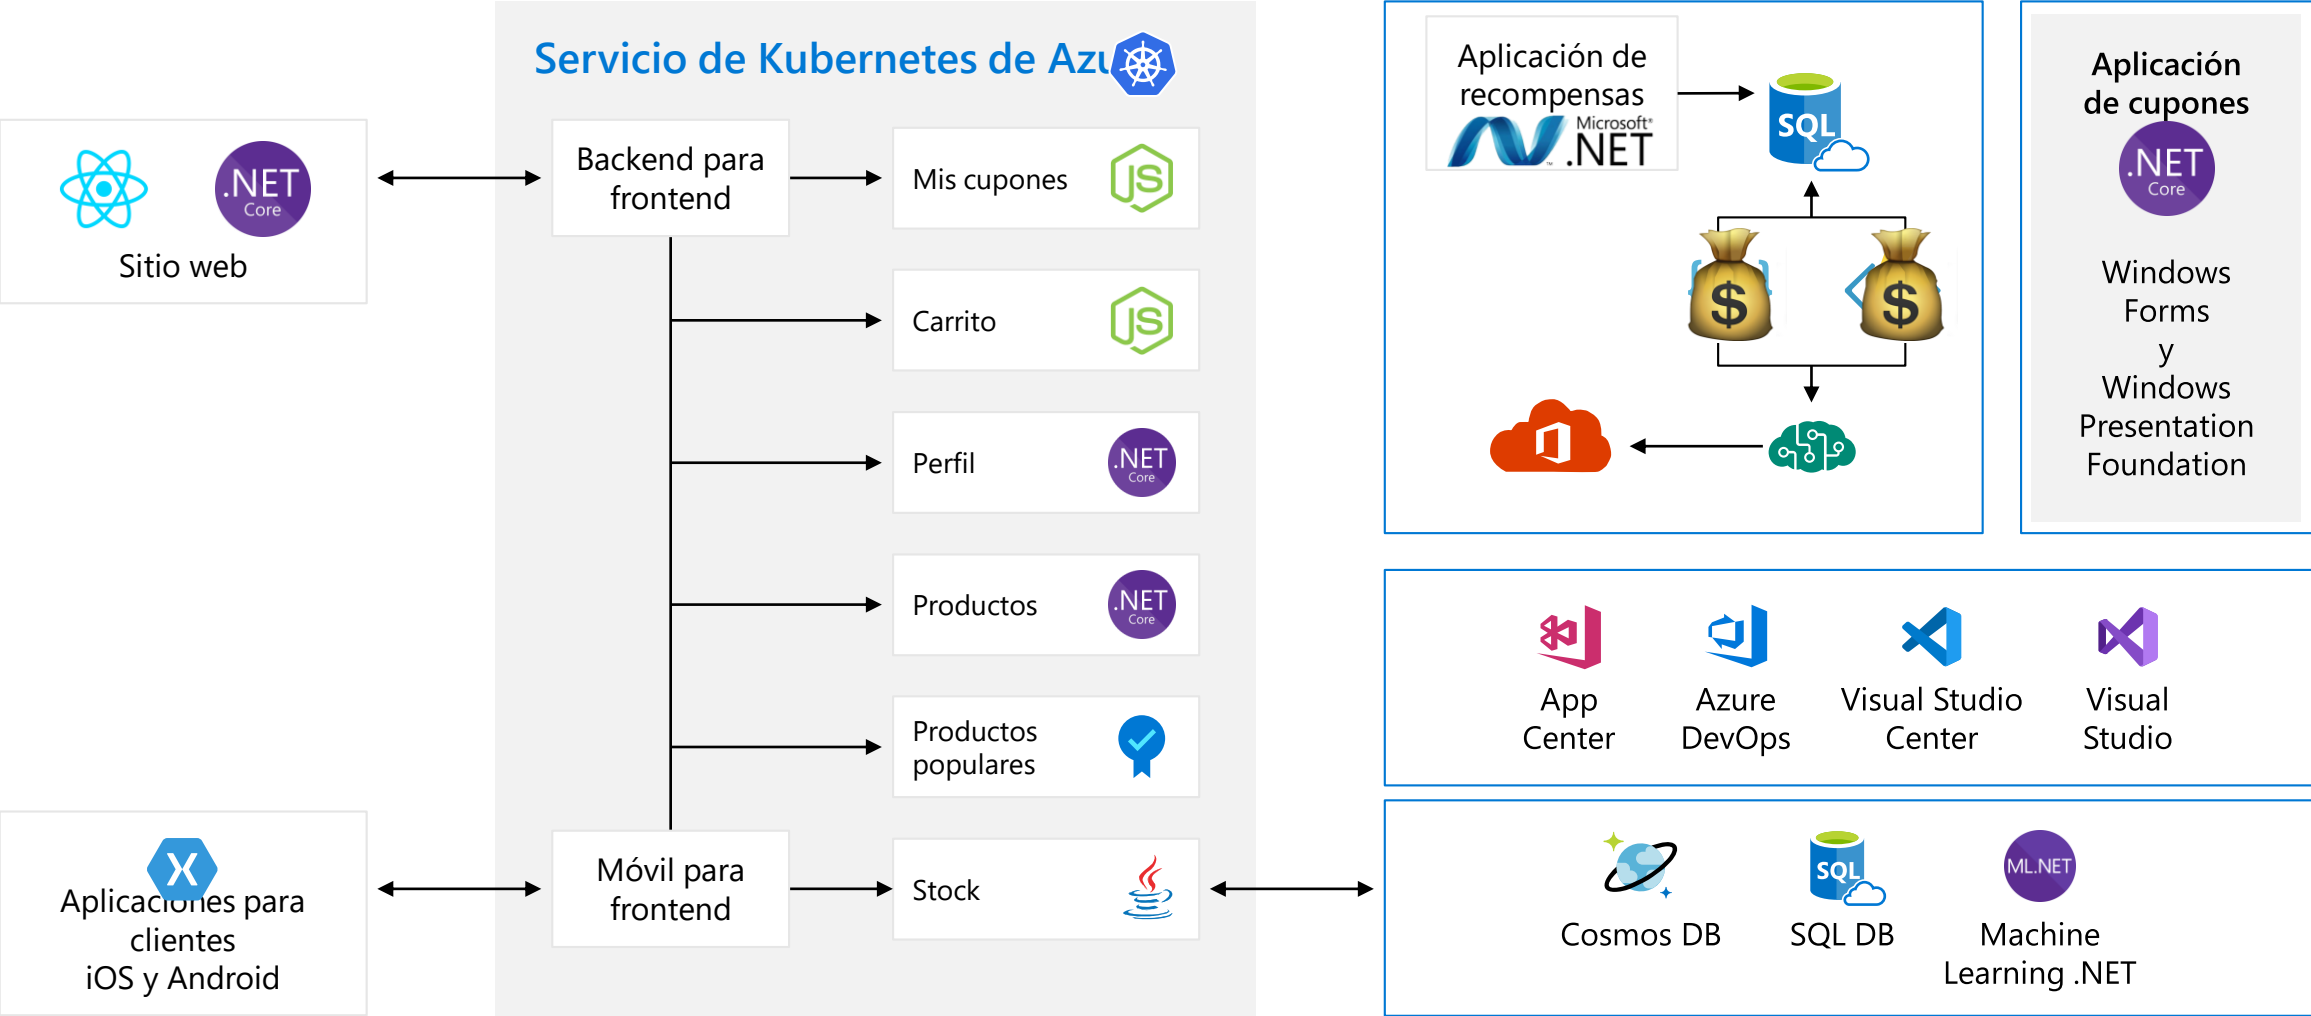 Servicio de Kubernetes de Azu
.NET
Core
Sitio web
Backend para
frontend
Mis cupones
JS
Carrito
JS
Perfil
.NET
Core
Productos
.NET
Core
Productos
populares
Aplicaciones para
clientes
iOS y Android
Móvil para
frontend
Stock
Aplicación de
recompensas
Microsoft®
.NET
SQL
$
$
Aplicación
de cupones
.NET
Core
Windows
Forms
y
Windows
Presentation
Foundation
App
Center
Azure
DevOps
Visual Studio
Center
Visual
Studio
Cosmos DB
SQL
SQL DB
ML.NET
Machine
Learning .NET